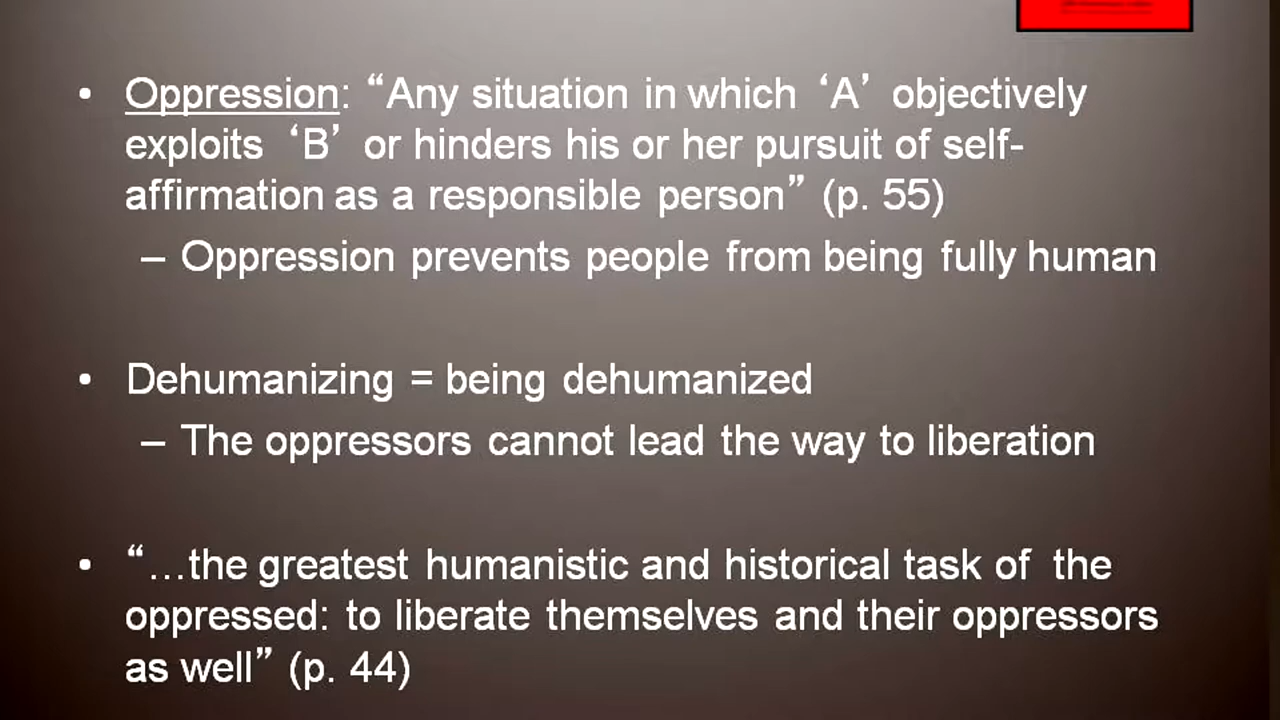 • Oppression: “Any situation in which ‘A’ objectively
exploits ‘B’ or hinders his or her pursuit of self-
affirmation as a responsible person” (p. 55)
– Oppression prevents people from being fully human
• Dehumanizing = being dehumanized
– The oppressors cannot lead the way to liberation
• “…the greatest humanistic and historical task of the
oppressed: to liberate themselves and their oppressors
as well” (p. 44)